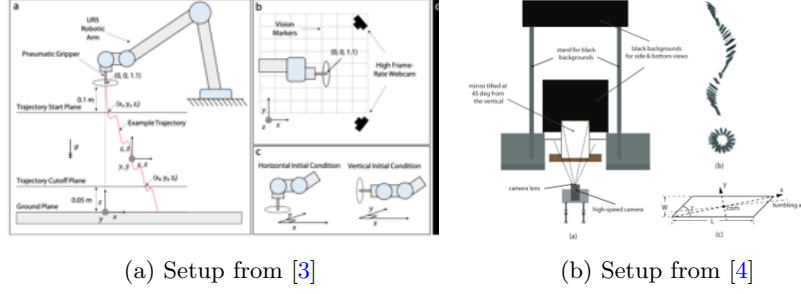 a
UR5
Robotic
Arm
Pneumatic Gripper
(0, 0, 1.1)
0.1 m
Trajectory Start Plane
Example Trajectory
Trajectory Cutoff Plane
0.05 m
Ground Plane
z
y
x
b
Vision
Markers
(0, 0, 1.1)
High Frame-
Rate Webcam
y
z
x
c
Horizontal Initial Condition
Vertical Initial Condition
stand for black
backgrounds
black backgrounds
for side & bottom views
mirror tilted at
45 deg from
the vertical
camera lens
high-speed camera
(a)
(b)
y
x
W
com
L
tumbling a
(c)
(a) Setup from [3]
(b) Setup from [4]